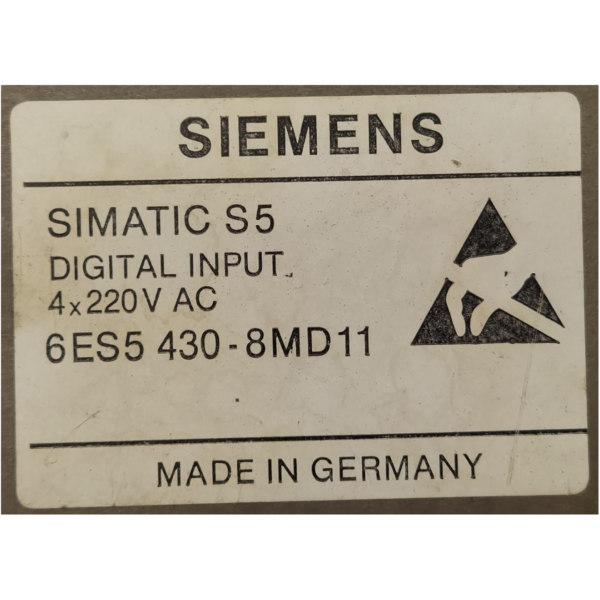 SIEMENS
SIMATIC S5
DIGITAL INPUT
4x220V AC
6ES5 430-8MD11
MADE IN GERMANY